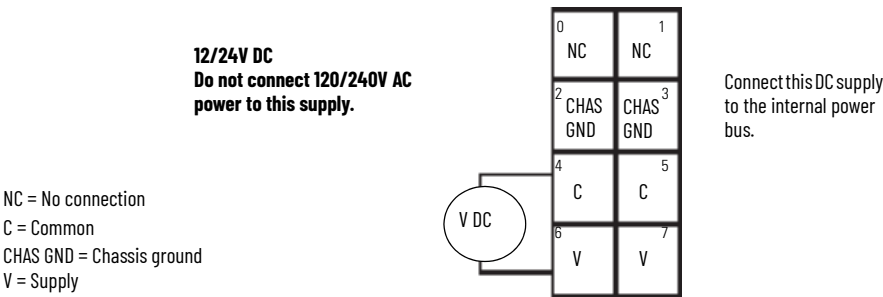 12/24V DC
Do not connect 120/240V AC
power to this supply.
NC = No connection
C = Common
CHAS GND = Chassis ground
V = Supply
V DC
0 1
NC NC
2 3
CHAS CHAS
GND GND
4 5
C C
6 7
V V
Connect this DC supply
to the internal power
bus.